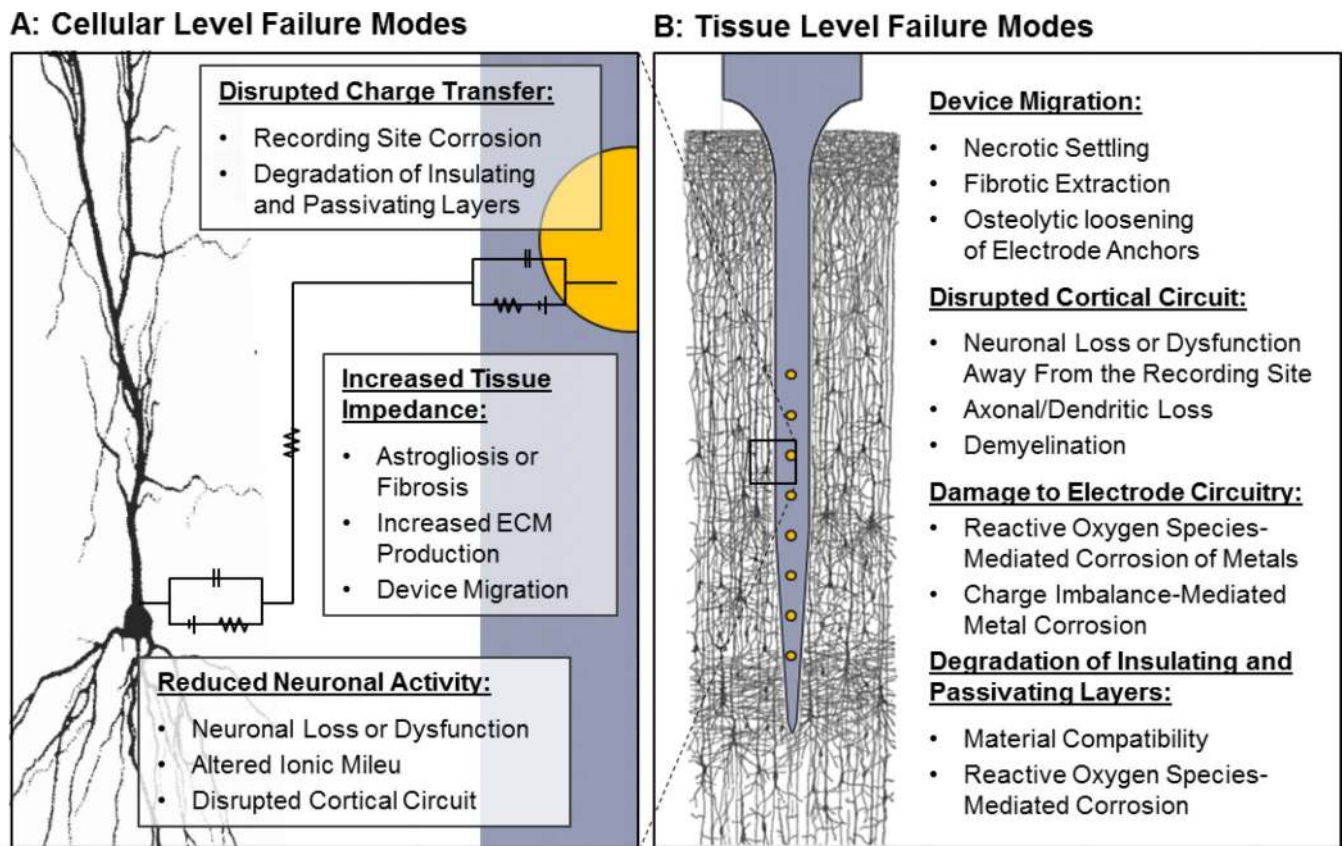 A: Cellular Level Failure Modes
Disrupted Charge Transfer:
• Recording Site Corrosion
• Degradation of Insulating
and Passivating Layers
Increased Tissue
Impedance:
• Astrogliosis or
Fibrosis
• Increased ECM
Production
• Device Migration
Reduced Neuronal Activity:
• Neuronal Loss or Dysfunction
• Altered Ionic Mileu
• Disrupted Cortical Circuit
B: Tissue Level Failure Modes
Device Migration:
• Necrotic Settling
• Fibrotic Extraction
• Osteolytic loosening
of Electrode Anchors
Disrupted Cortical Circuit:
• Neuronal Loss or Dysfunction
Away From the Recording Site
• Axonal/Dendritic Loss
• Demyelination
Damage to Electrode Circuitry:
• Reactive Oxygen Species-
Mediated Corrosion of Metals
• Charge Imbalance-Mediated
Metal Corrosion
Degradation of Insulating and
Passivating Layers:
• Material Compatibility
• Reactive Oxygen Species-
Mediated Corrosion